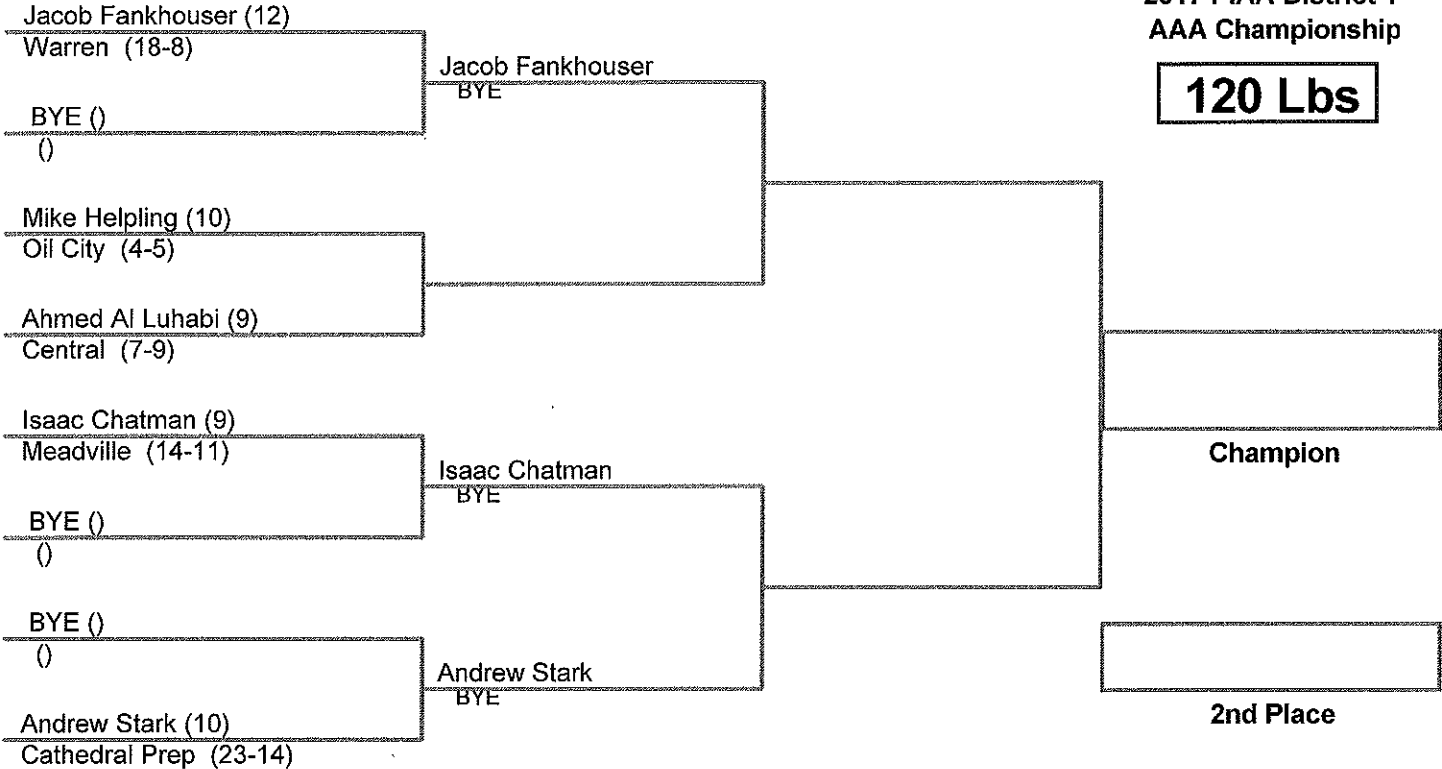 AAA Championship
120 Lbs
Jacob Fankhouser (12)
Warren (18-8)
BYE ()
()
Mike Helpling (10)
Oil City (4-5)
Ahmed Al Luhabi (9)
Central (7-9)
Isaac Chatman (9)
Meadville (14-11)
BYE ()
()
BYE ()
()
Andrew Stark (10)
Cathedral Prep (23-14)
Jacob Fankhouser
BYE
Isaac Chatman
BYE
Andrew Stark
BYE
Champion
2nd Place